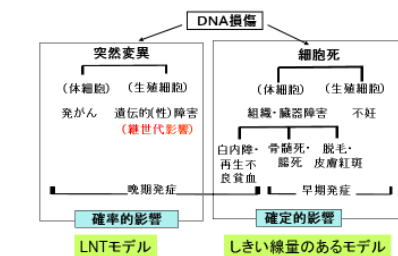 DNA損傷
突然変異
細胞死
(体細胞)
(生殖細胞)
(体細胞)
(生殖細胞)
発がん
遺伝的(性)障害
(継世代影響)
組織・臓器障害
不妊
白内障・
再生不
良貧血
骨髄死・
腸死
脱毛・
皮膚紅斑
晩期発症
早期発症
確率的影響
確定的影響
LNTモデル
しきい線量のあるモデル